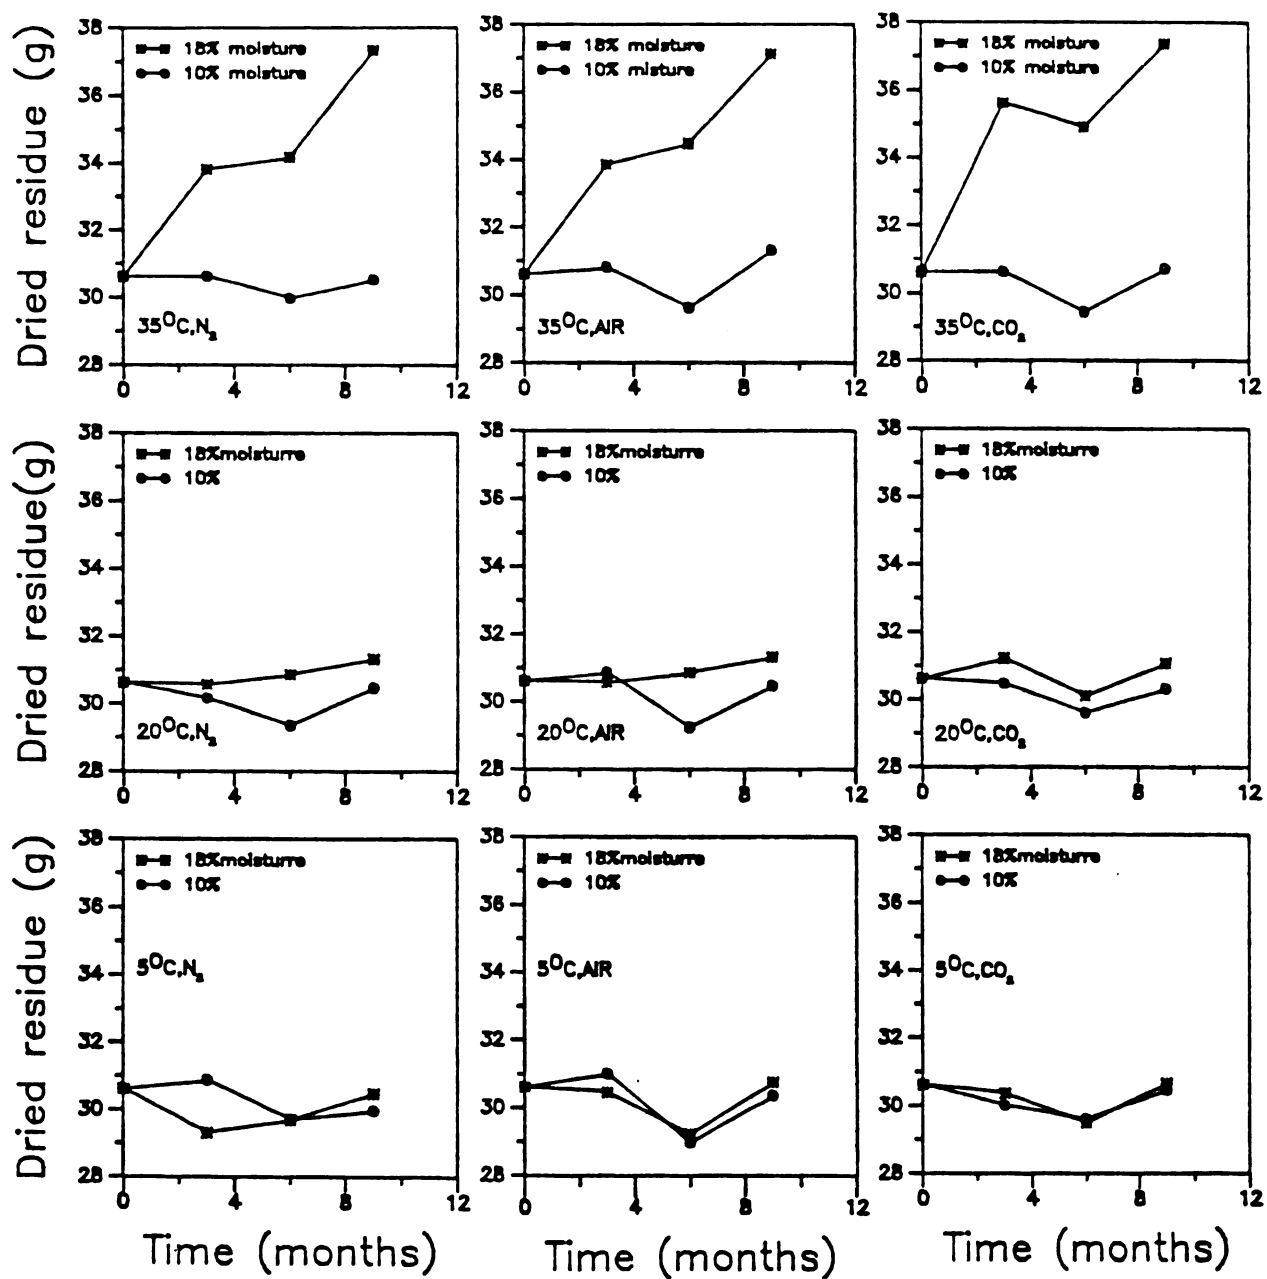 Dried residue (g)
38
36
34
32
30
28
18% moisture
10% moisture
35°C,N₂
0 4 8 12
38
36
34
32
30
28
18% moisture
10% misture
35°C,AIR
0 4 8 12
38
36
34
32
30
28
18% moisture
10% moisture
35°C,CO₂
0 4 8 12
Dried residue(g)
38
36
34
32
30
28
18%moisturre
10%
20°C,N₂
0 4 8 12
38
36
34
32
30
28
18%moisturre
10%
20°C,AIR
0 4 8 12
38
36
34
32
30
28
18%moisturre
10%
20°C,CO₂
0 4 8 12
Dried residue (g)
38
36
34
32
30
28
18%moisturre
10%
5°C,N₂
0 4 8 12
Time (months)
38
36
34
32
30
28
18%moisturre
10%
5°C,AIR
0 4 8 12
Time (months)
38
36
34
32
30
28
18%moisturre
10%
5°C,CO₂
0 4 8 12
Time (months)